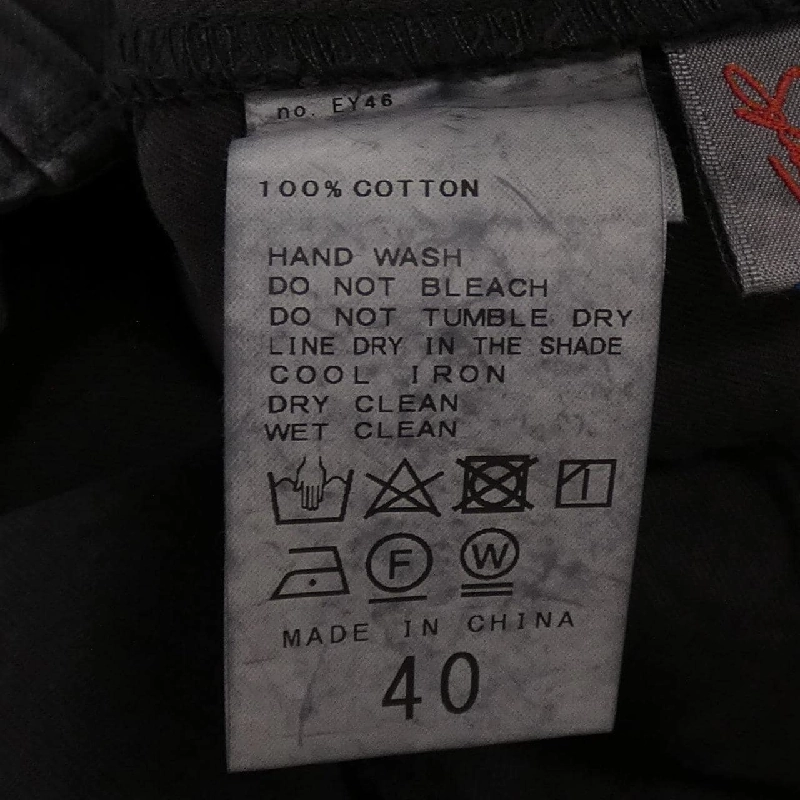 no. EY46
100% COTTON
HAND WASH
DO NOT BLEACH
DO NOT TUMBLE DRY
LINE DRY IN THE SHADE
COOL IRON
DRY CLEAN
WET CLEAN
F W
MADE IN CHINA
40